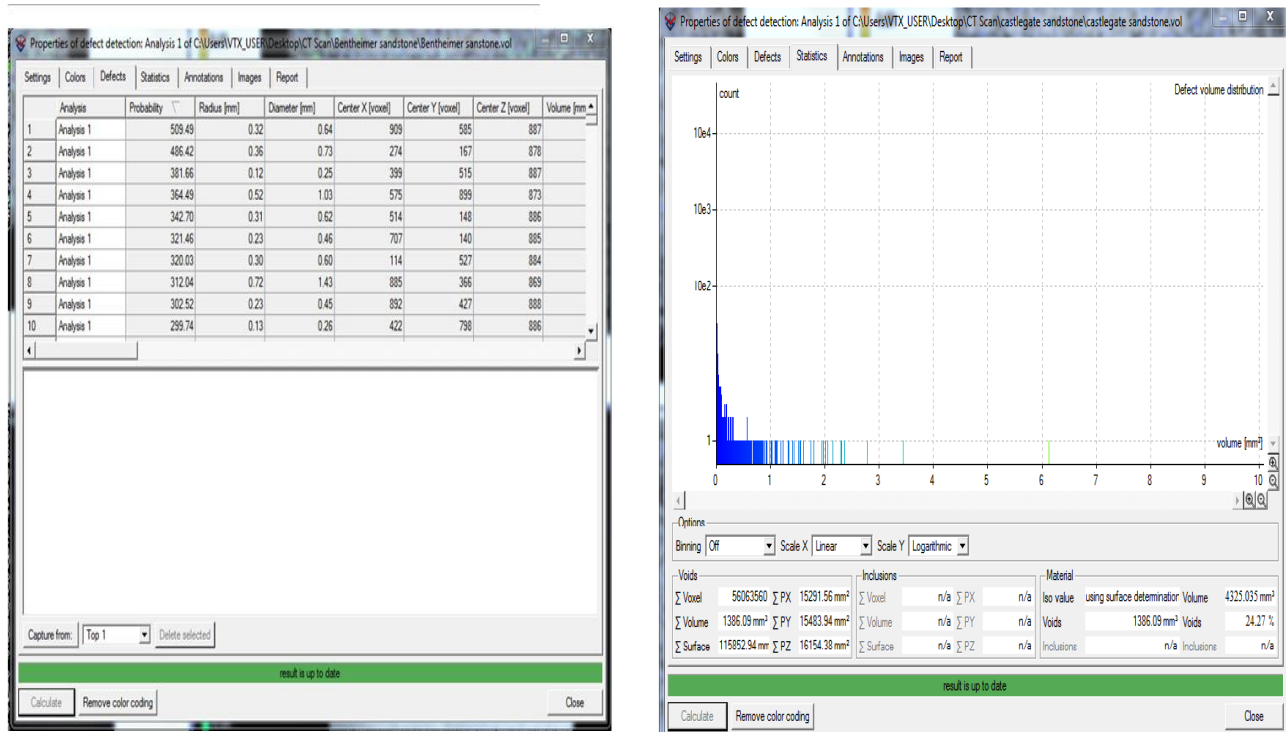 Properties of defect detection: Analysis 1 of C:\Users\VTX_USER\Desktop\CT Scan\Bentheimer sandstone\Bentheimer sanstone.vol
Settings Colors Defects Statistics Annotations Images Report
Analysis Probability Radius [mm] Diameter [mm] Center X [voxel] Center Y [voxel] Center Z [voxel] Volume [mm
1 Analysis 1 509.49 0.32 0.64 909 585 887
2 Analysis 1 486.42 0.36 0.73 274 167 878
3 Analysis 1 381.66 0.12 0.25 399 515 887
4 Analysis 1 364.49 0.52 1.03 575 899 873
5 Analysis 1 342.70 0.31 0.62 514 148 886
6 Analysis 1 321.46 0.23 0.46 707 140 885
7 Analysis 1 320.03 0.30 0.60 114 527 884
8 Analysis 1 312.04 0.72 1.43 885 366 869
9 Analysis 1 302.52 0.23 0.45 892 427 888
10 Analysis 1 299.74 0.13 0.26 422 798 886
Capture from: Top 1 Delete selected
result is up to date
Calculate Remove color coding Close
Properties of defect detection: Analysis 1 of C:\Users\VTX_USER\Desktop\CT Scan\castlegate sandstone\castlegate sandstone.vol
Settings Colors Defects Statistics Annotations Images Report
count Defect volume distribution
10e4
10e3
10e2
1 volume [mm³]
0 1 2 3 4 5 6 7 8 9 10
Options
Binning Off Scale X Linear Scale Y Logarithmic
Voids Inclusions Material
∑ Voxel 56063560 ∑ PX 15291.56 mm² ∑ Voxel n/a ∑ PX n/a Iso value using surface determination Volume 4325.035 mm³
∑ Volume 1386.09 mm³ ∑ PY 15483.94 mm² ∑ Volume n/a ∑ PY n/a Voids 1386.09 mm³ Voids 24.27 %
∑ Surface 115852.94 mm ∑ PZ 16154.38 mm² ∑ Surface n/a ∑ PZ n/a Inclusions n/a Inclusions n/a
result is up to date
Calculate Remove color coding Close